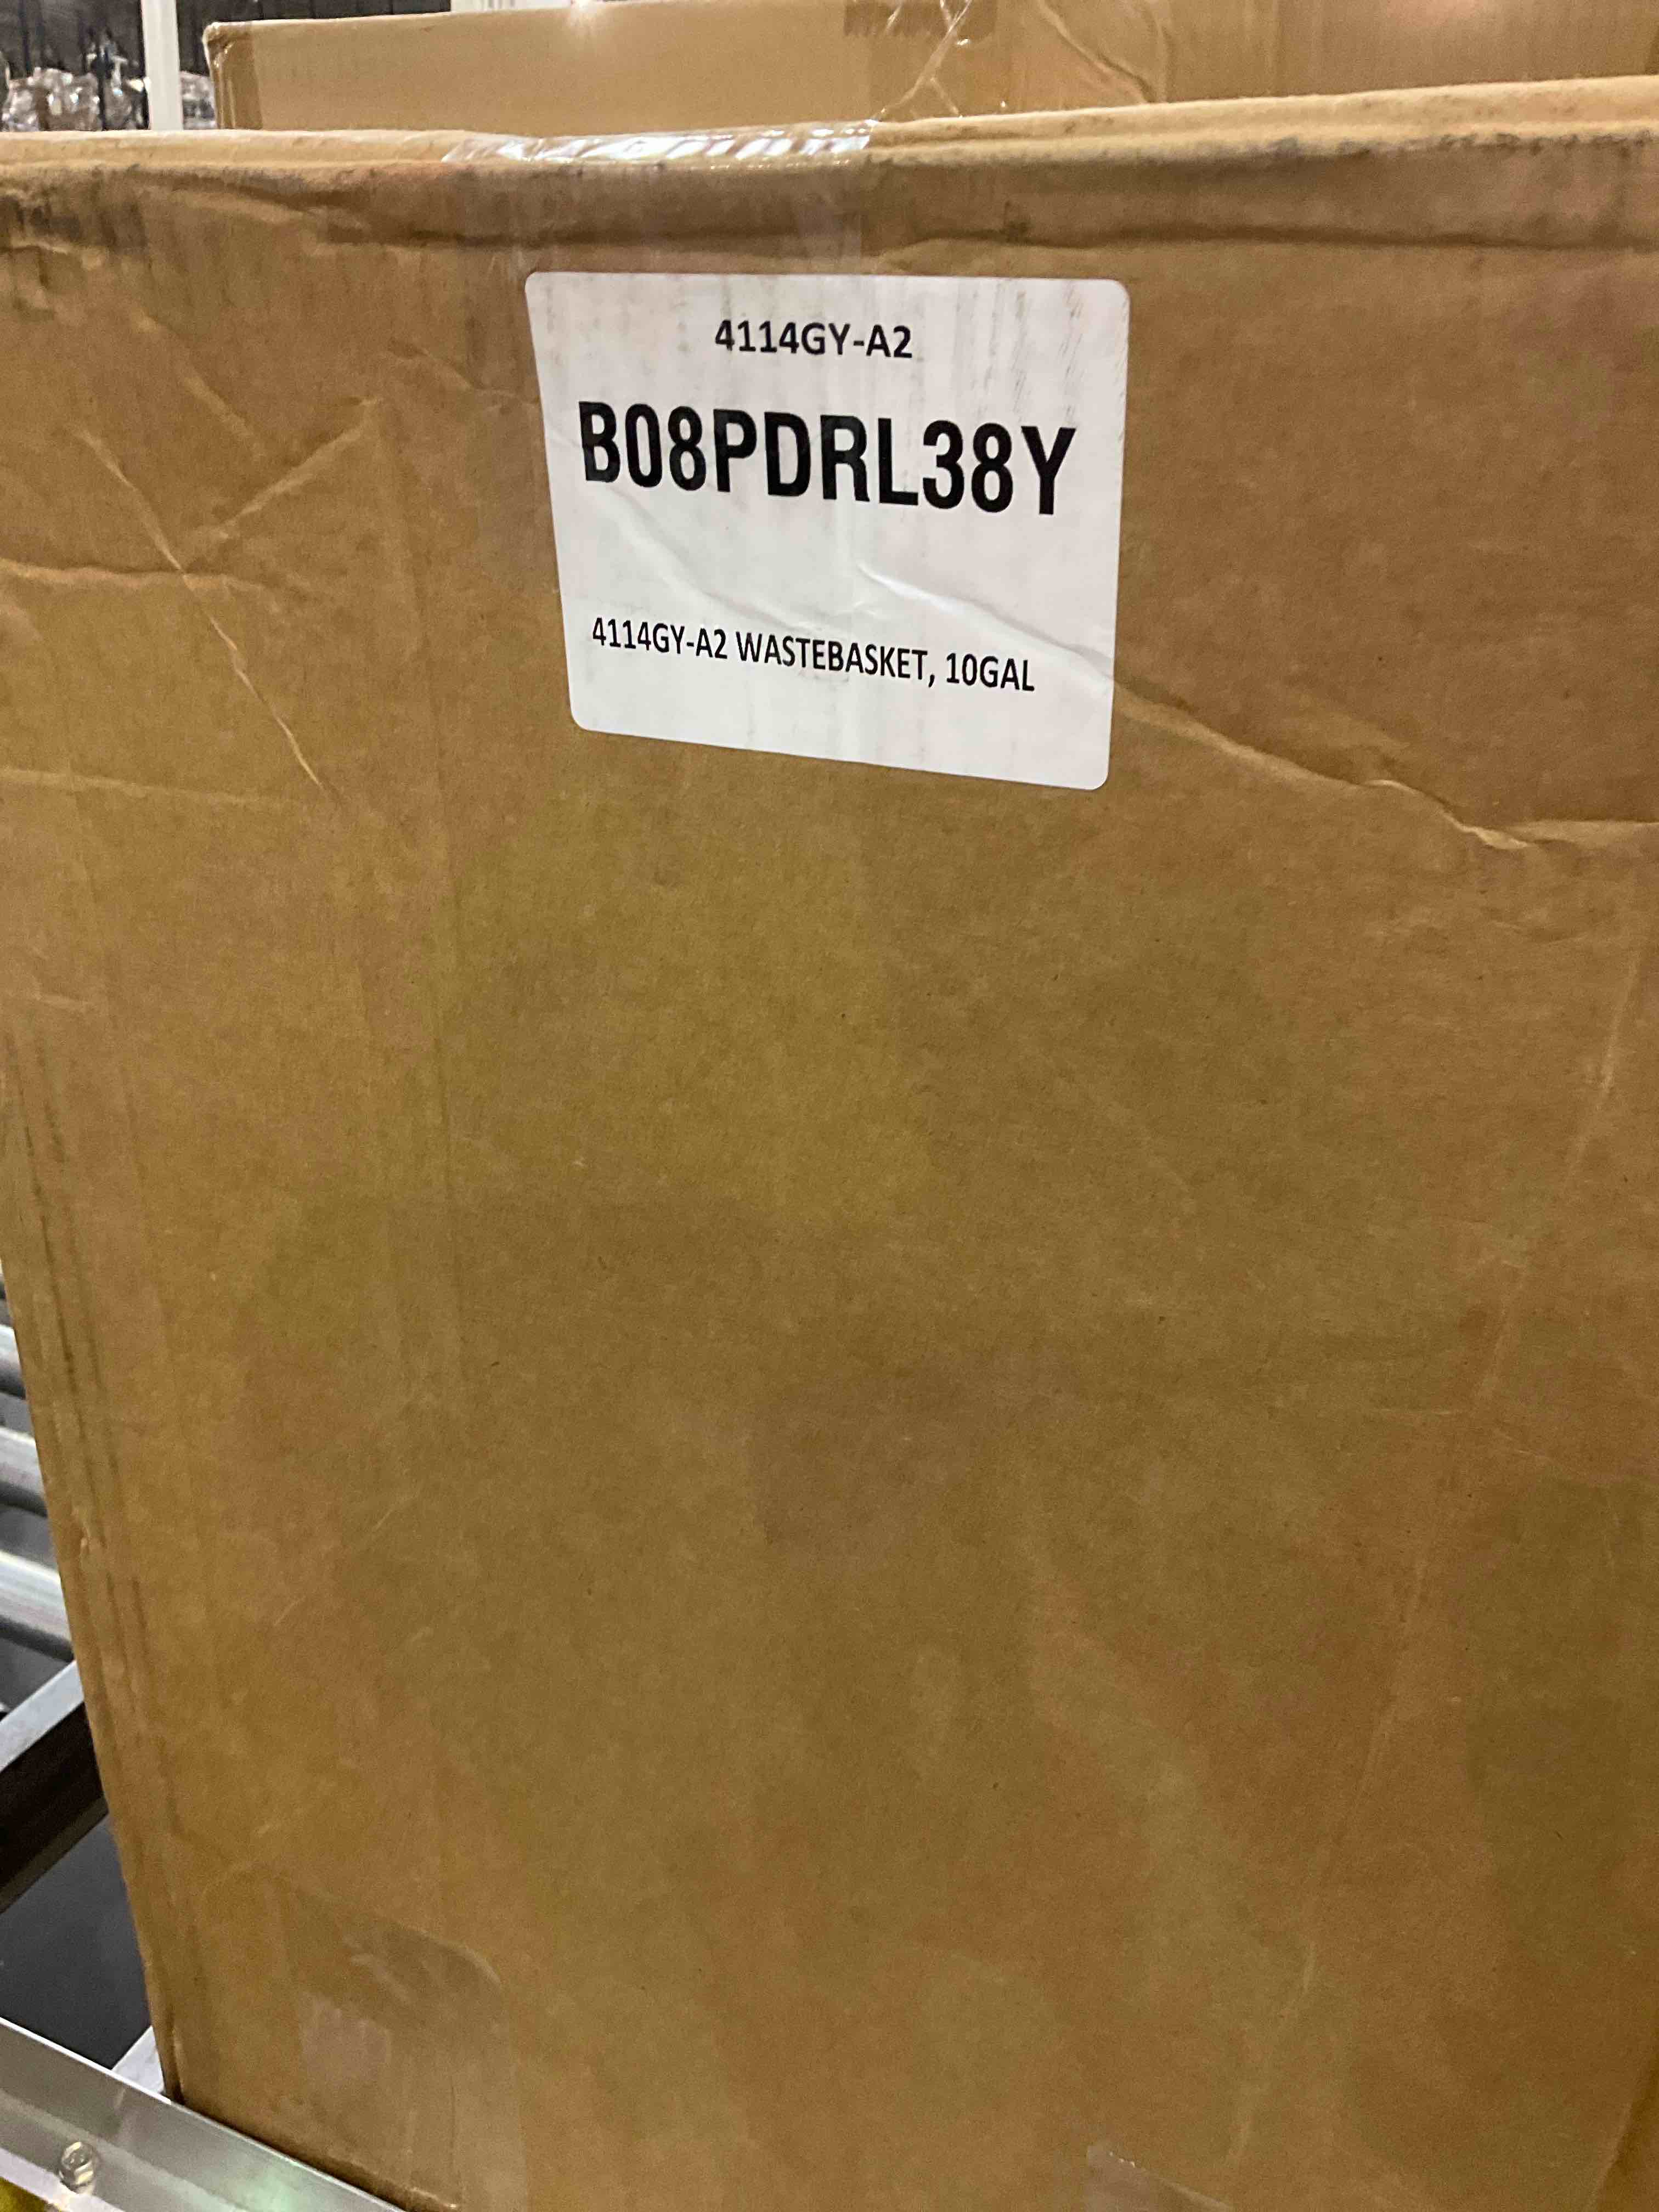 4114GY-A2
B08PDRL38Y
4114GY-A2 WASTEBASKET, 10GAL